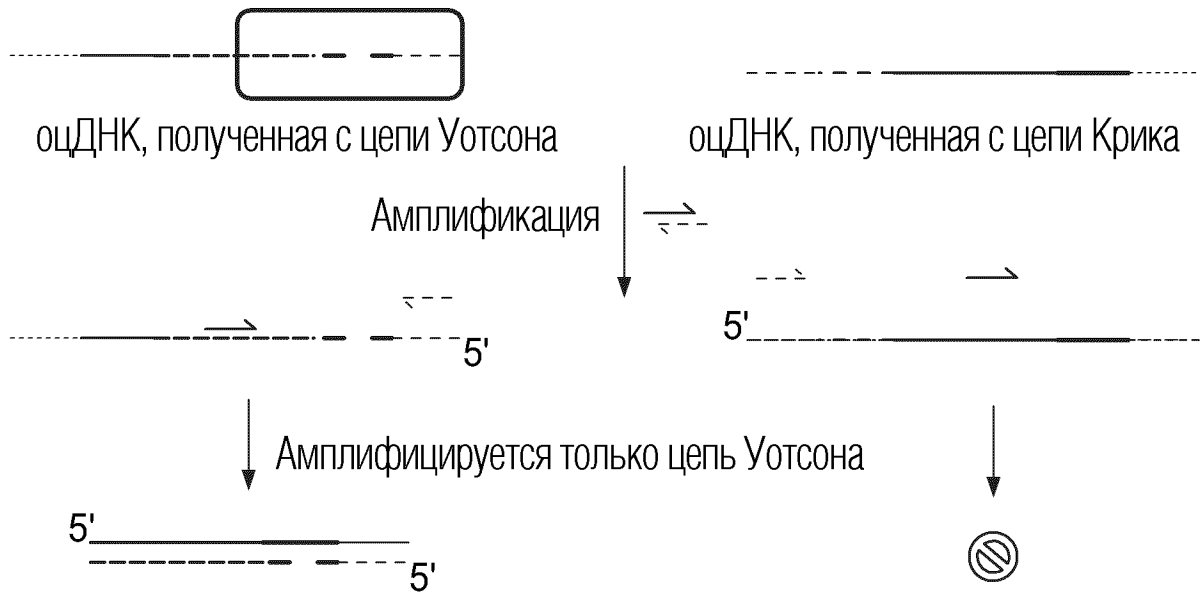 оцДНК, полученная с цепи Уотсона
оцДНК, полученная с цепи Крика
Амплификация
5'
5'
Амплифицируется только цепь Уотсона
5'
5'